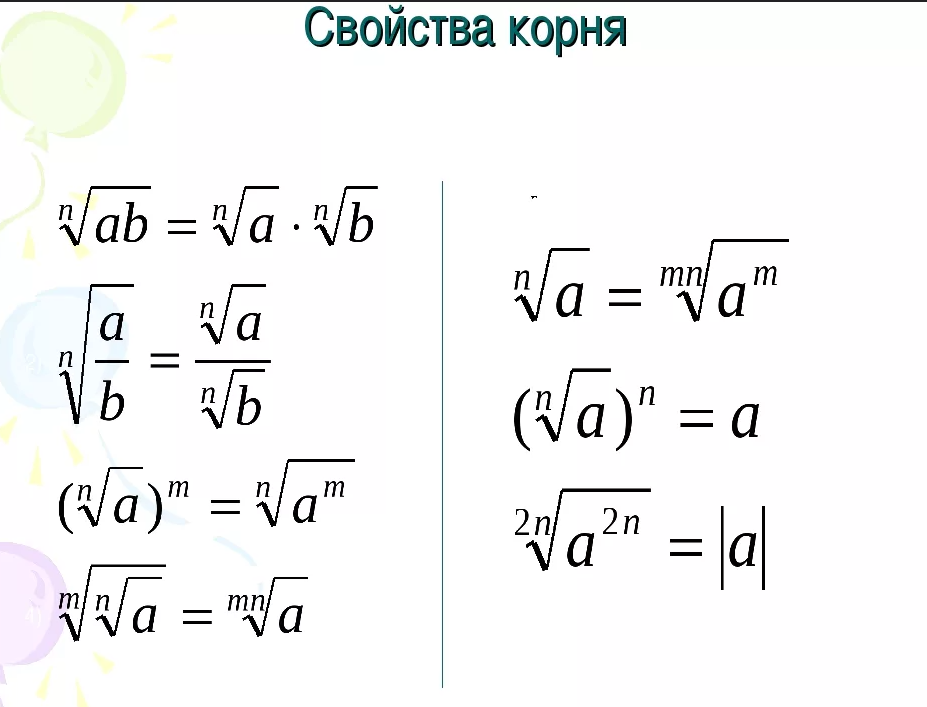 Свойства корня
\sqrt[n]{ab} = \sqrt[n]{a} \cdot \sqrt[n]{b}
\sqrt[n]{\frac{a}{b}} = \frac{\sqrt[n]{a}}{\sqrt[n]{b}}
(\sqrt[n]{a})^m = \sqrt[n]{a^m}
\sqrt[m]{\sqrt[n]{a}} = \sqrt[mn]{a}
\sqrt[n]{a} = \sqrt[mn]{a^m}
(\sqrt[n]{a})^n = a
\sqrt[2n]{a^{2n}} = |a|